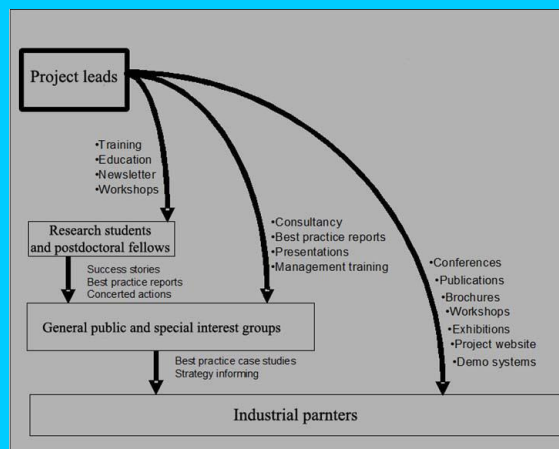 Project leads
•Training
•Education
•Newsletter
•Workshops
Research students
and postdoctoral fellows
•Consultancy
•Best practice reports
•Presentations
•Management training
Success stories
Best practice reports
Concerted actions
•Conferences
•Publications
•Brochures
•Workshops
•Exhibitions
•Project website
•Demo systems
General public and special interest groups
Best practice case studies
Strategy informing
Industrial parnters